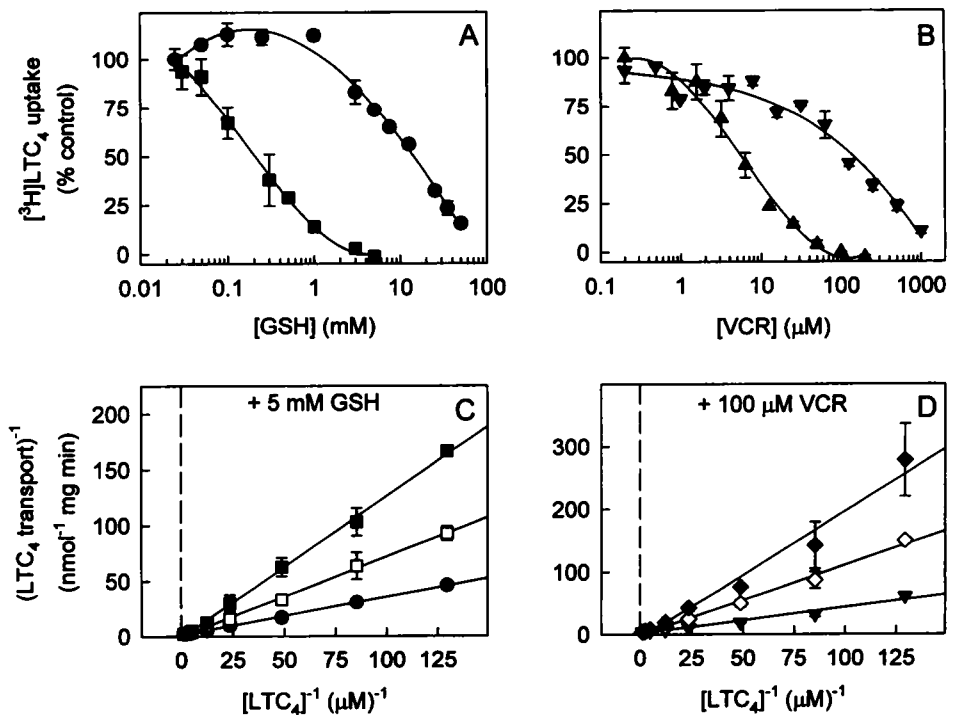 A
B
[³H]LTC₄ uptake
(% control)
100
75
50
25
0
0.01 0.1 1 10 100
[GSH] (mM)
100
75
50
25
0
0.1 1 10 100 1000
[VCR] (μM)
+ 5 mM GSH
C
+ 100 μM VCR
D
(LTC₄ transport)⁻¹
(nmol⁻¹ mg min)
200
150
100
50
0
0 25 50 75 100 125
[LTC₄]⁻¹ (μM)⁻¹
300
200
100
0
0 25 50 75 100 125
[LTC₄]⁻¹ (μM)⁻¹